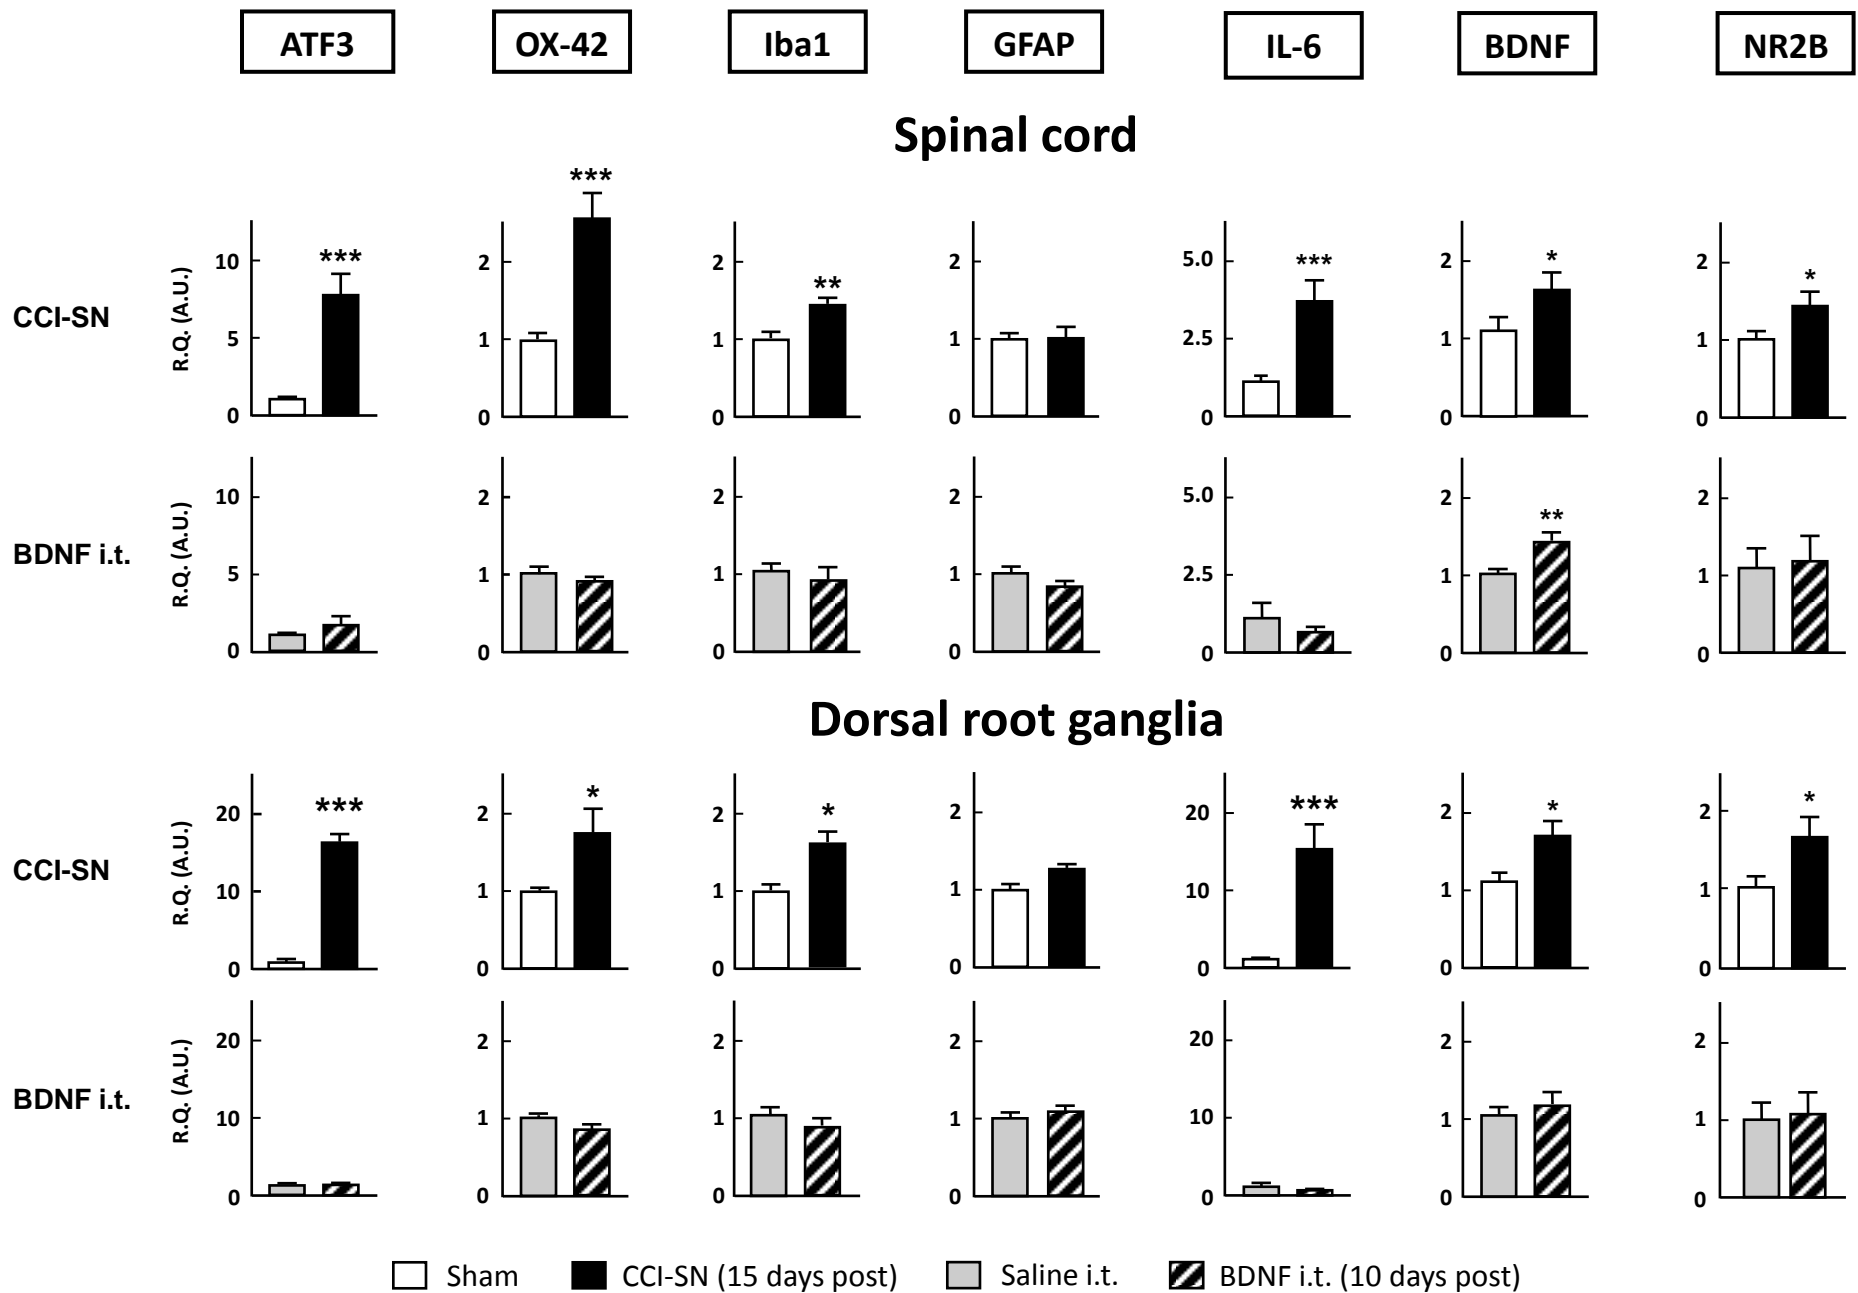 ATF3 OX-42 Iba1 GFAP IL-6 BDNF NR2B
Spinal cord
CCI-SN
R.Q. (A.U.)
10 5 0
***
2 1 0
***
2 1 0
**
2 1 0
5.0 2.5 0
***
2 1 0
*
2 1 0
*
BDNF i.t.
R.Q. (A.U.)
10 5 0
2 1 0
2 1 0
2 1 0
5.0 2.5 0
2 1 0
**
2 1 0
Dorsal root ganglia
CCI-SN
R.Q. (A.U.)
20 10 0
***
2 1 0
*
2 1 0
*
2 1 0
20 10 0
***
2 1 0
*
2 1 0
*
BDNF i.t.
R.Q. (A.U.)
20 10 0
2 1 0
2 1 0
2 1 0
20 10 0
2 1 0
2 1 0
Sham CCI-SN (15 days post) Saline i.t. BDNF i.t. (10 days post)